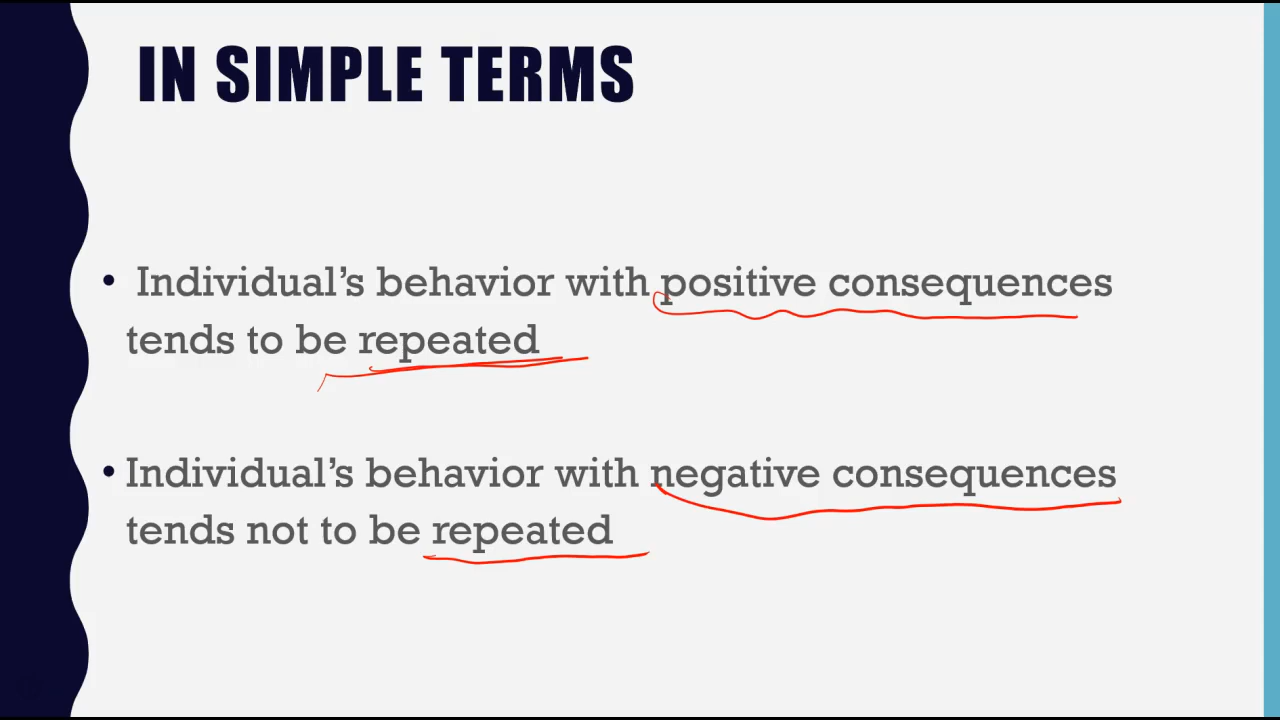 IN SIMPLE TERMS
• Individual’s behavior with positive consequences
tends to be repeated
• Individual’s behavior with negative consequences
tends not to be repeated